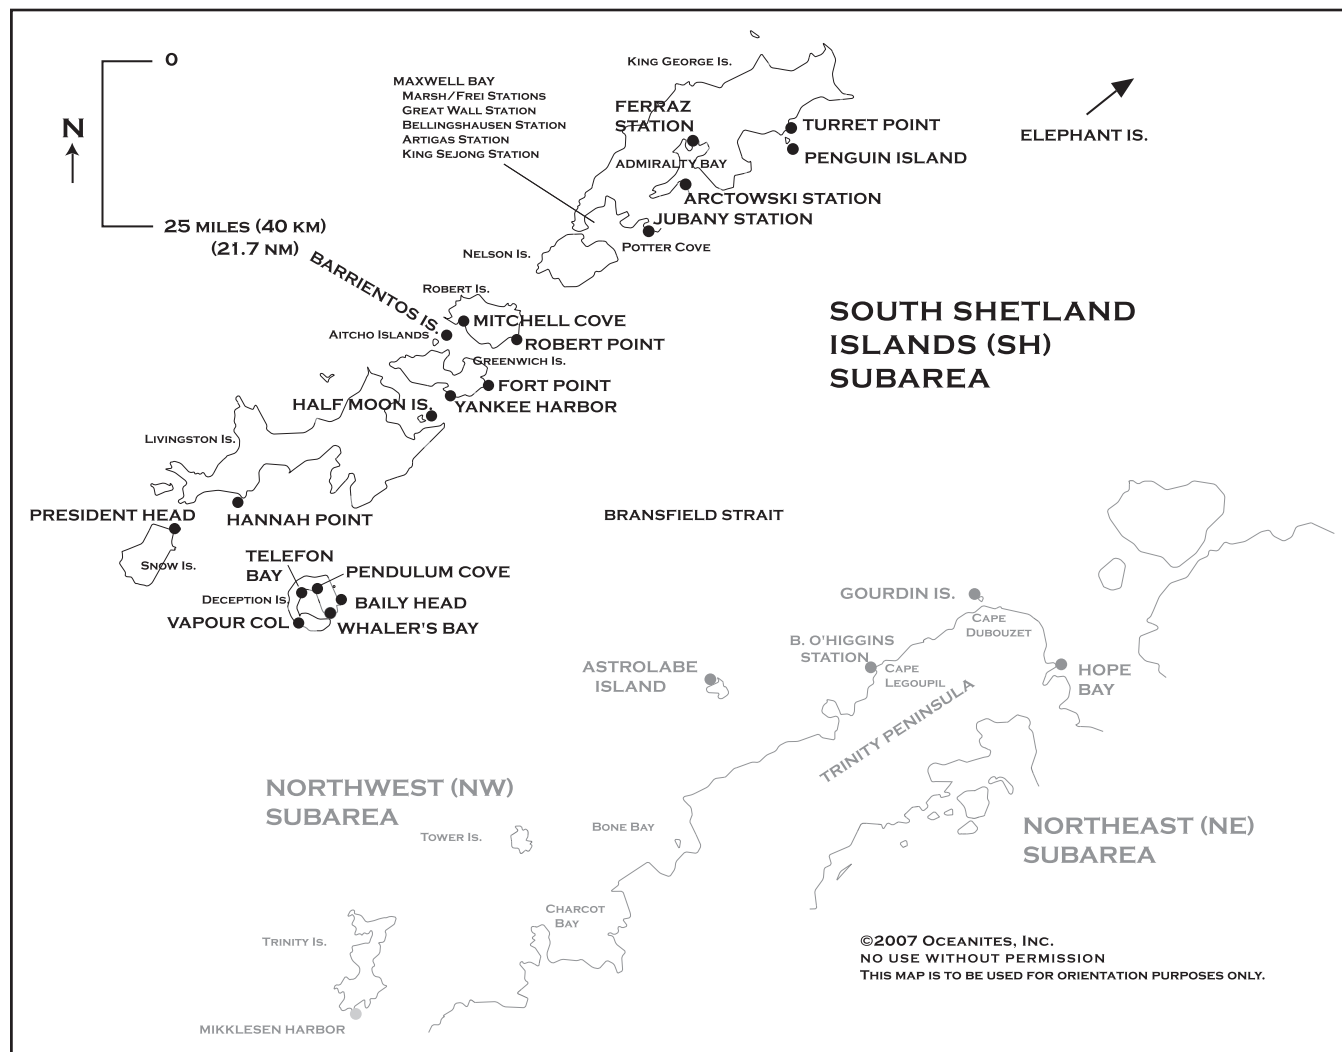 0
N
25 MILES (40 KM)
(21.7 NM)
MAXWELL BAY
MARSH/FREI STATIONS
GREAT WALL STATION
BELLINGSHAUSEN STATION
ARTIGAS STATION
KING SEJONG STATION
KING GEORGE IS.
FERRAZ
STATION
TURRET POINT
PENGUIN ISLAND
ADMIRALTY BAY
ARCTOWSKI STATION
JUBANY STATION
POTTER COVE
ELEPHANT IS.
NELSON IS.
BARRIENTOS IS.
ROBERT IS.
MITCHELL COVE
AITCHO ISLANDS
ROBERT POINT
GREENWICH IS.
FORT POINT
HALF MOON IS.
YANKEE HARBOR
SOUTH SHETLAND
ISLANDS (SH)
SUBAREA
LIVINGSTON IS.
PRESIDENT HEAD
HANNAH POINT
BRANSFIELD STRAIT
SNOW IS.
TELEFON
BAY
PENDULUM COVE
DECEPTION IS.
BAILY HEAD
VAPOUR COL
WHALER'S BAY
GOURDIN IS.
CAPE
DUBOUZET
B. O'HIGGINS
STATION
CAPE
LEGOUPIL
ASTROLABE
ISLAND
HOPE
BAY
TRINITY PENINSULA
NORTHWEST (NW)
SUBAREA
TOWER IS.
BONE BAY
NORTHEAST (NE)
SUBAREA
CHARCOT
BAY
TRINITY IS.
MIKKLESEN HARBOR
©2007 OCEANITES, INC.
NO USE WITHOUT PERMISSION
THIS MAP IS TO BE USED FOR ORIENTATION PURPOSES ONLY.